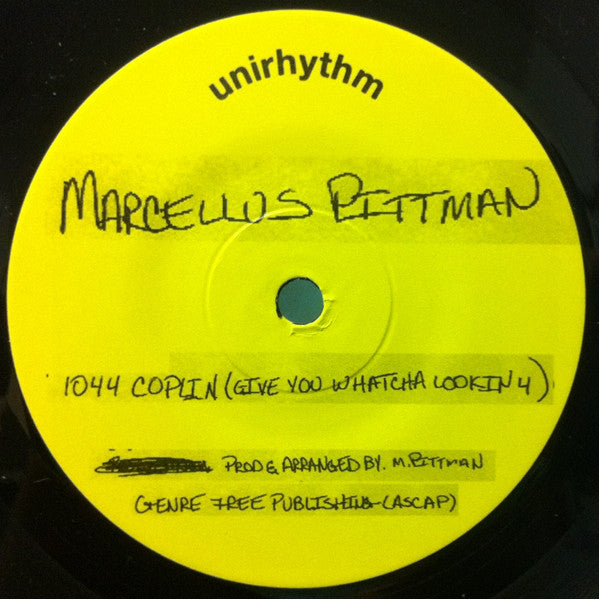 unirhythm
MARCELLUS PITTMAN
1044 COPLIN (GIVE YOU WHATCHA LOOKIN 4)
PROD & ARRANGED BY. M. PITTMAN
GENRE FREE PUBLISHING (ASCAP)